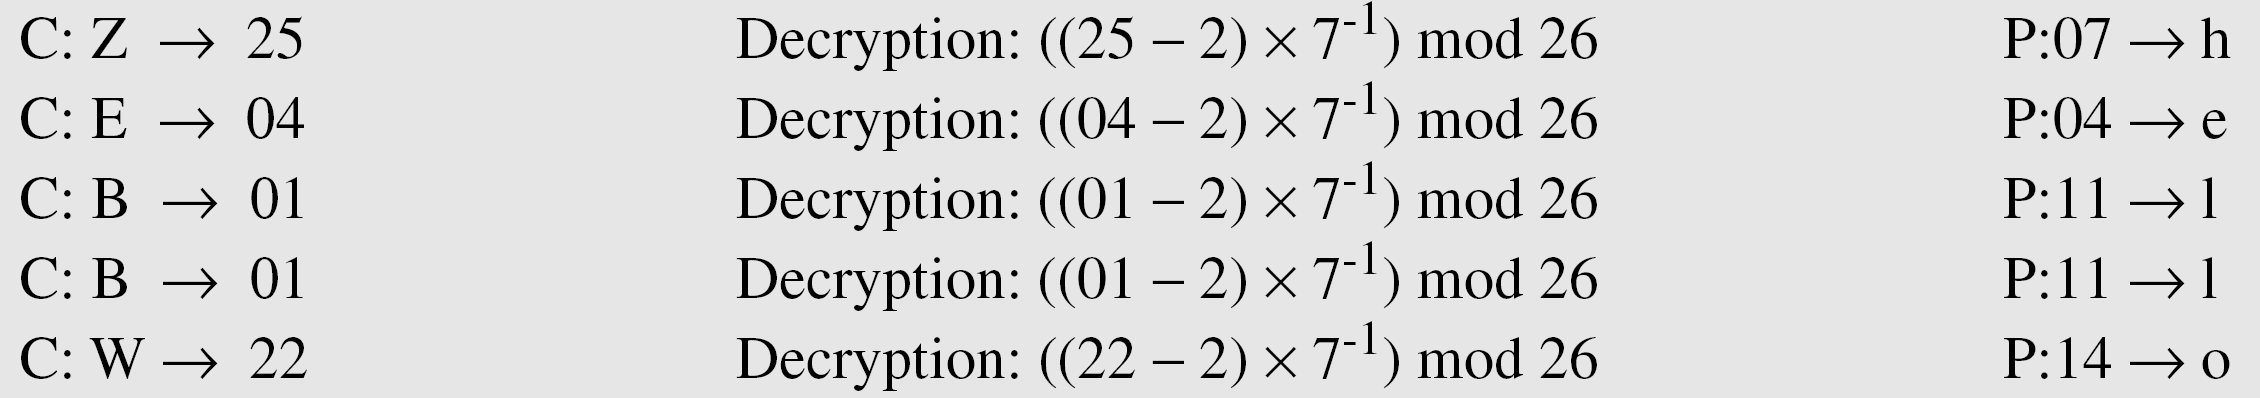 C: Z → 25 Decryption: ((25 − 2) × 7⁻¹) mod 26 P:07 → h
C: E → 04 Decryption: ((04 − 2) × 7⁻¹) mod 26 P:04 → e
C: B → 01 Decryption: ((01 − 2) × 7⁻¹) mod 26 P:11 → l
C: B → 01 Decryption: ((01 − 2) × 7⁻¹) mod 26 P:11 → l
C: W → 22 Decryption: ((22 − 2) × 7⁻¹) mod 26 P:14 → o